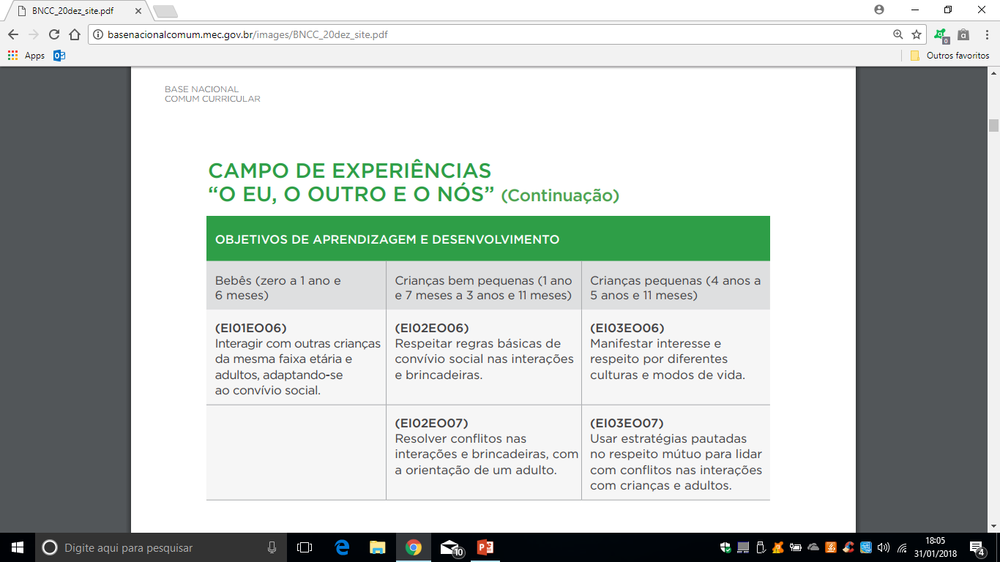 BNCC_20dez_site.pdf
basenacionalcomum.mec.gov.br/images/BNCC_20dez_site.pdf
0
Apps
Outros favoritos
BASE NACIONAL
COMUM CURRICULAR
CAMPO DE EXPERIÊNCIAS
“O EU, O OUTRO E O NÓS” (Continuação)
OBJETIVOS DE APRENDIZAGEM E DESENVOLVIMENTO
Bebês (zero a 1 ano e
6 meses)
Crianças bem pequenas (1 ano
e 7 meses a 3 anos e 11 meses)
Crianças pequenas (4 anos a
5 anos e 11 meses)
(EI01EO06)
Interagir com outras crianças
da mesma faixa etária e
adultos, adaptando-se
ao convívio social.
(EI02EO06)
Respeitar regras básicas de
convívio social nas interações
e brincadeiras.
(EI03EO06)
Manifestar interesse e
respeito por diferentes
culturas e modos de vida.
(EI02EO07)
Resolver conflitos nas
interações e brincadeiras, com
a orientação de um adulto.
(EI03EO07)
Usar estratégias pautadas
no respeito mútuo para lidar
com conflitos nas interações
com crianças e adultos.
Digite aqui para pesquisar
10
18:05
31/01/2018
4